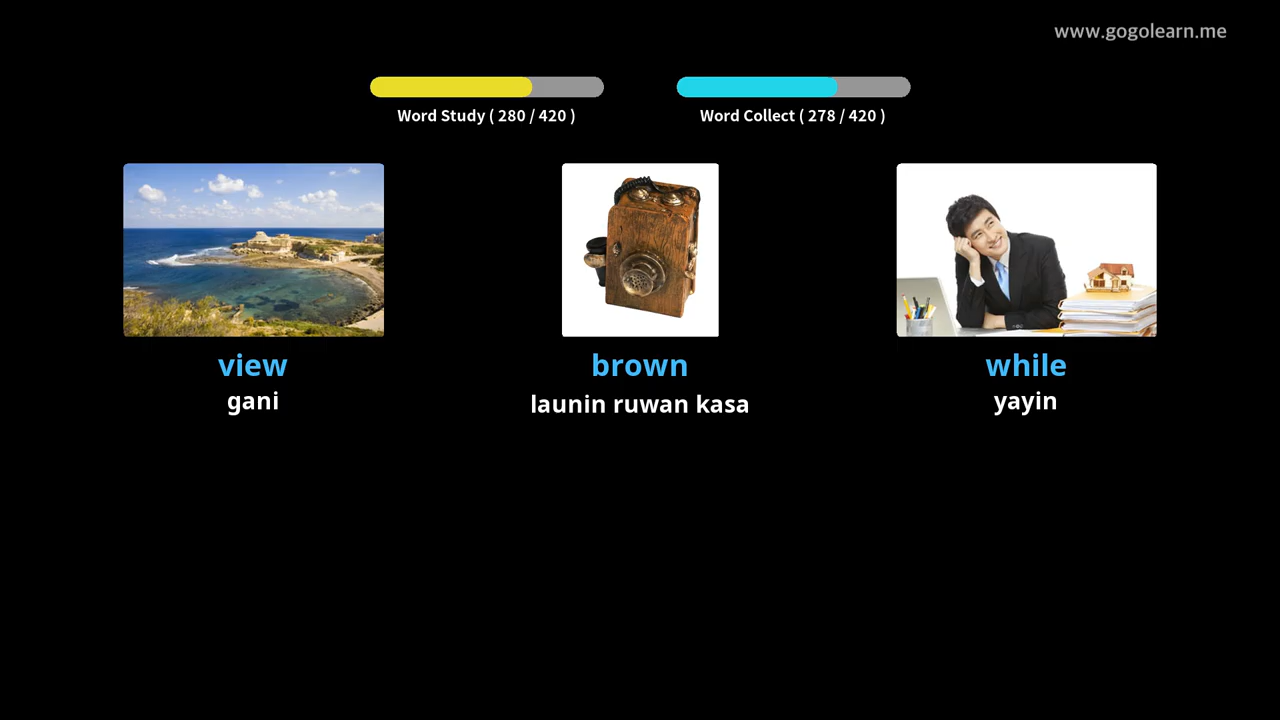 www.gogolearn.me
Word Study ( 280 / 420 )
Word Collect ( 278 / 420 )
view
gani
brown
launin ruwan kasa
while
yayin